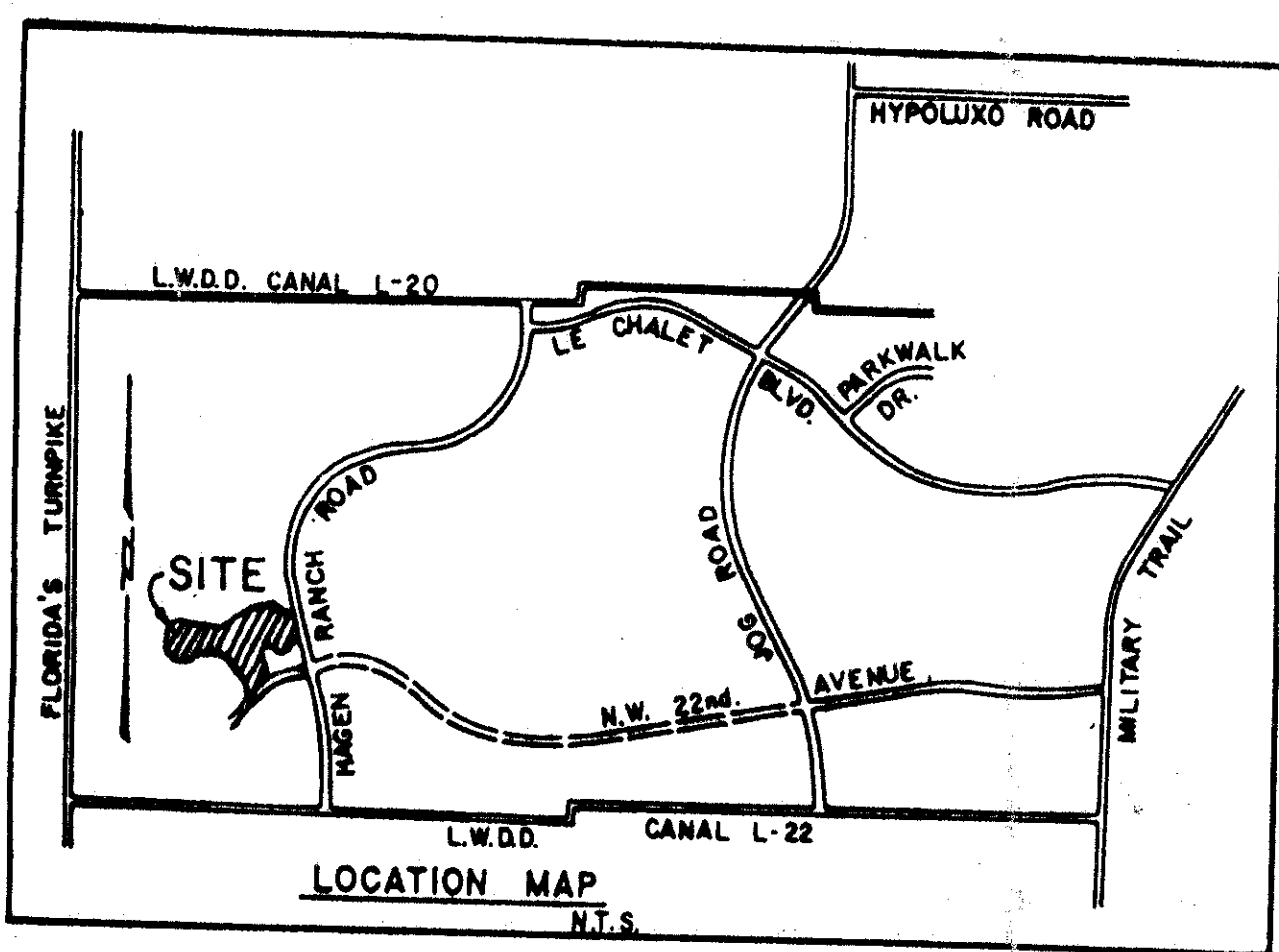 HYPOLUXO ROAD
L.W.D.D. CANAL L-20
LE CHALET BLVD.
PARKWALK DR.
FLORIDA'S TURNPIKE
N
SITE
HAGEN RANCH ROAD
JOG ROAD
MILITARY TRAIL
N.W. 22nd. AVENUE
L.W.D.D. CANAL L-22
LOCATION MAP
N.T.S.